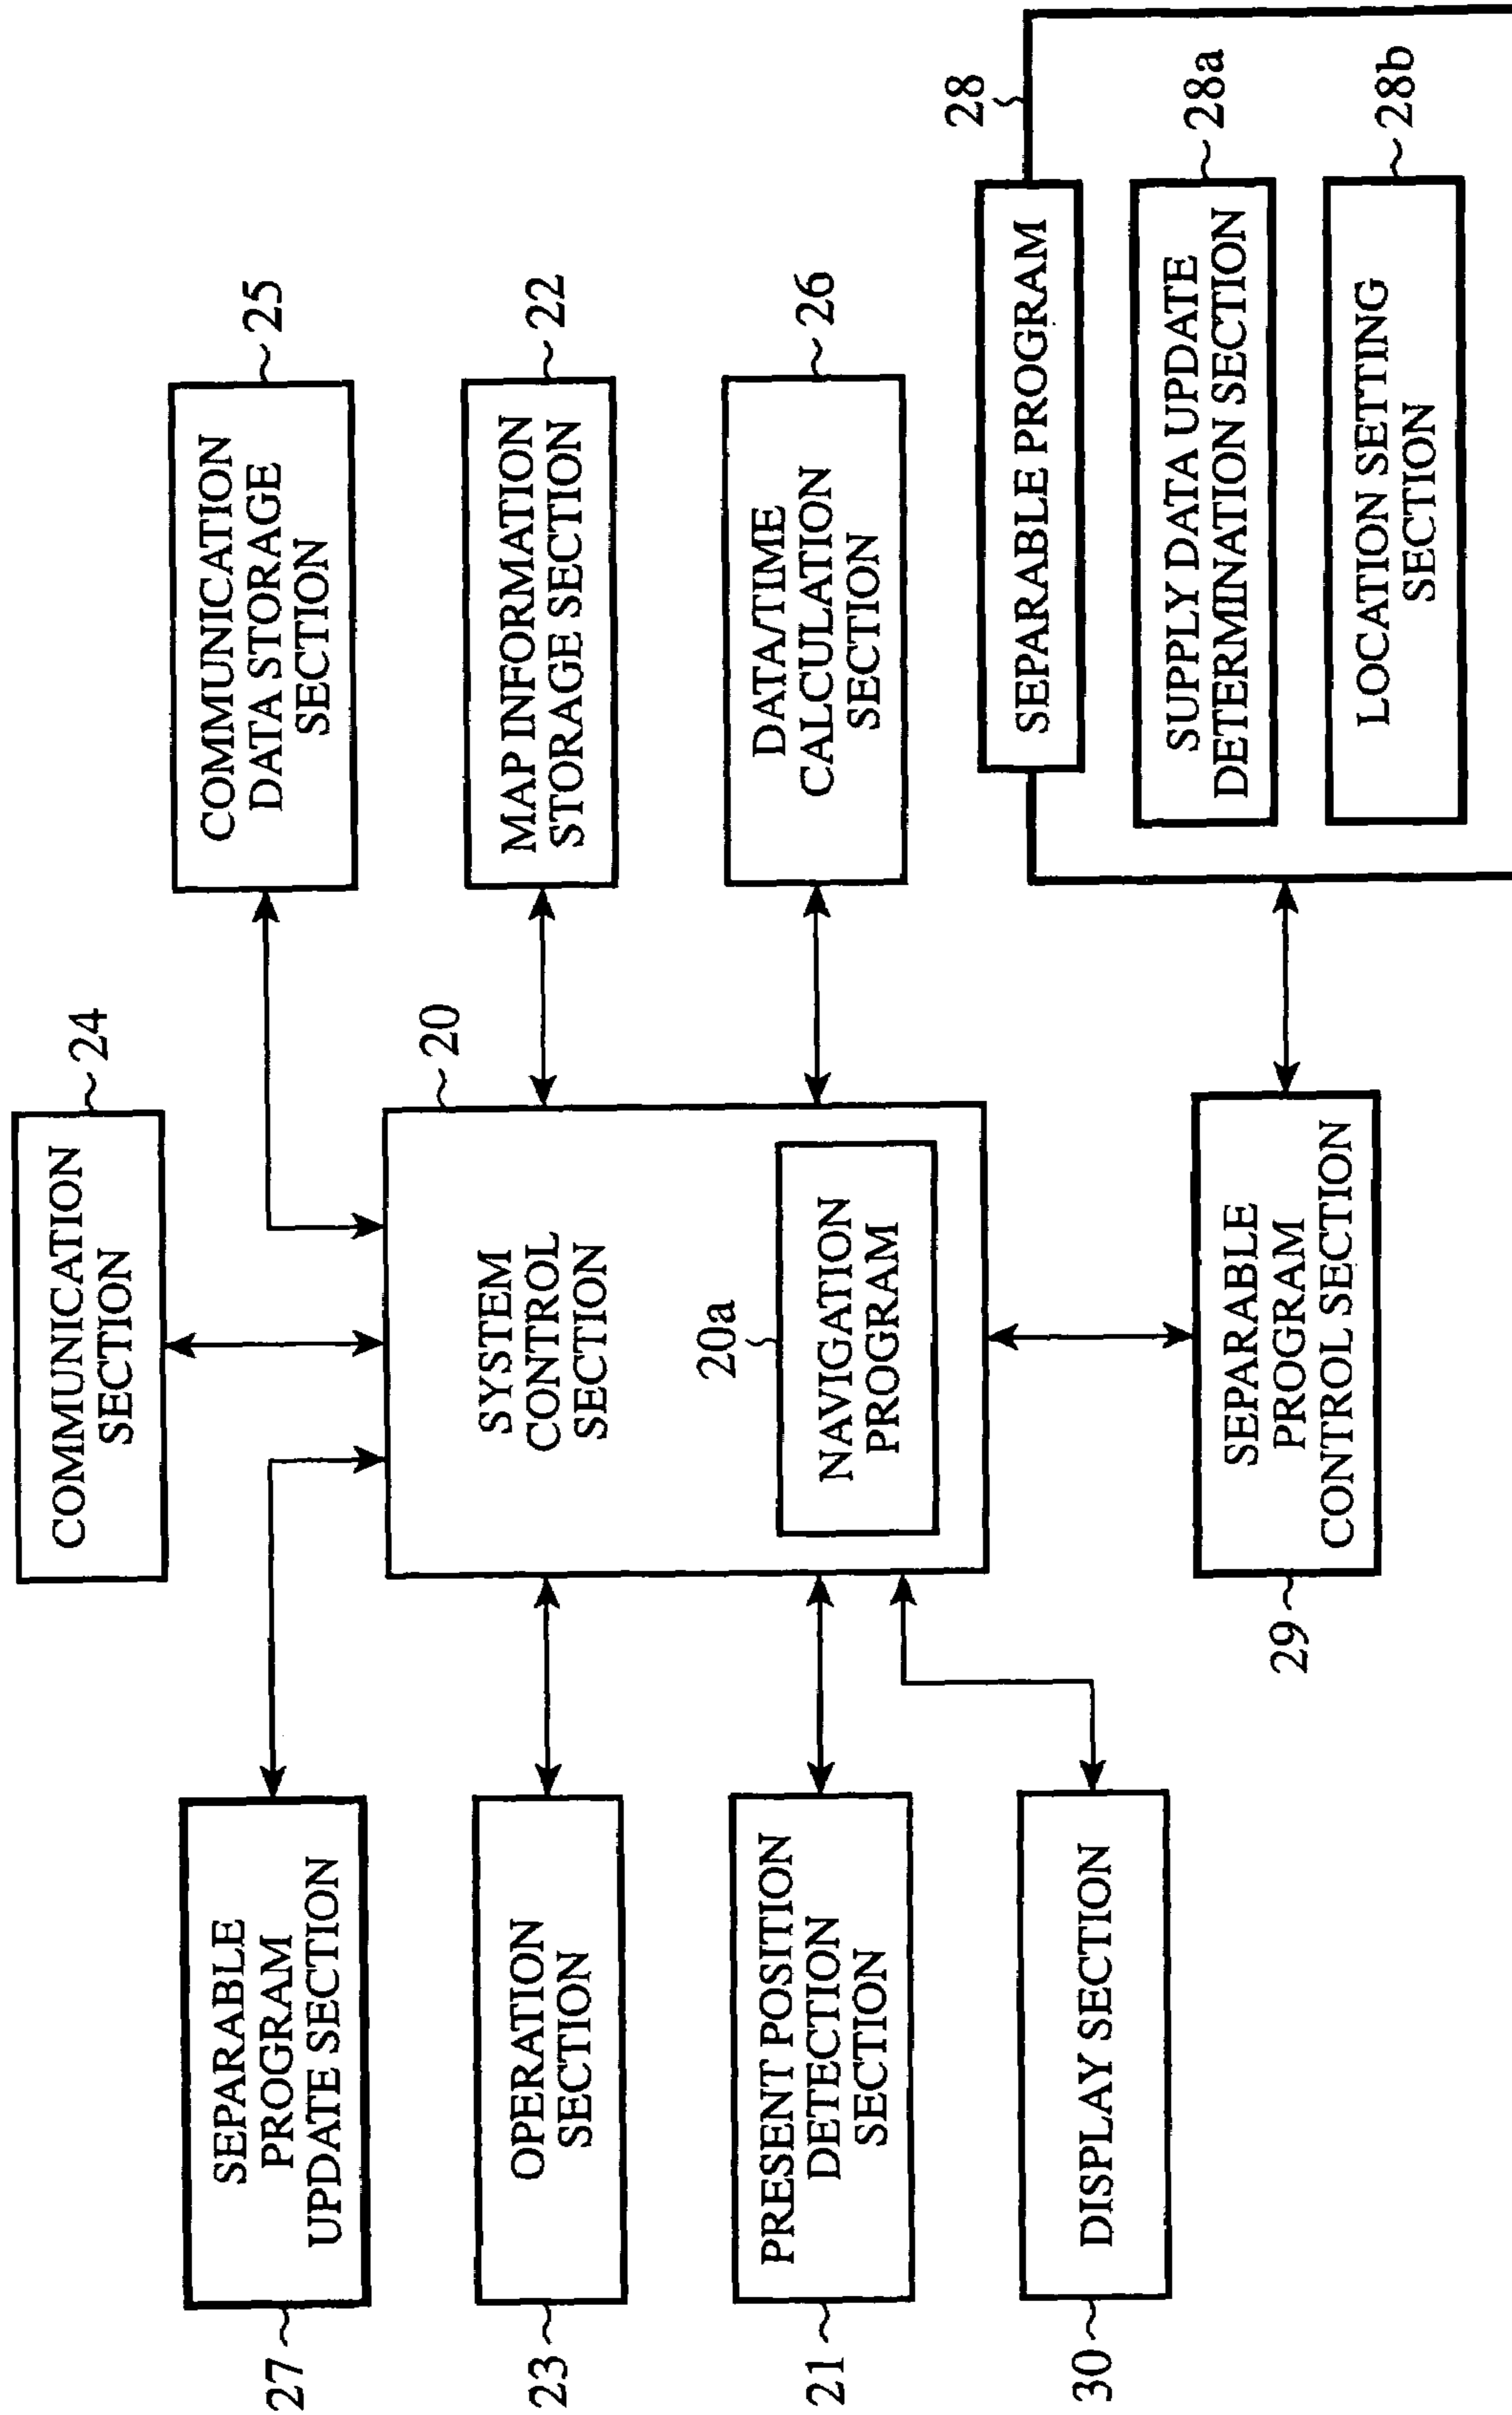 24
COMMUNICATION
SECTION
27
SEPARABLE
PROGRAM
UPDATE SECTION
25
COMMUNICATION
DATA STORAGE
SECTION
20
SYSTEM
CONTROL
SECTION
23
OPERATION
SECTION
22
MAP INFORMATION
STORAGE SECTION
20a
NAVIGATION
PROGRAM
21
PRESENT POSITION
DETECTION
SECTION
26
DATA/TIME
CALCULATION
SECTION
30
DISPLAY SECTION
29
SEPARABLE
PROGRAM
CONTROL SECTION
28
SEPARABLE PROGRAM
28a
SUPPLY DATA UPDATE
DETERMINATION SECTION
28b
LOCATION SETTING
SECTION